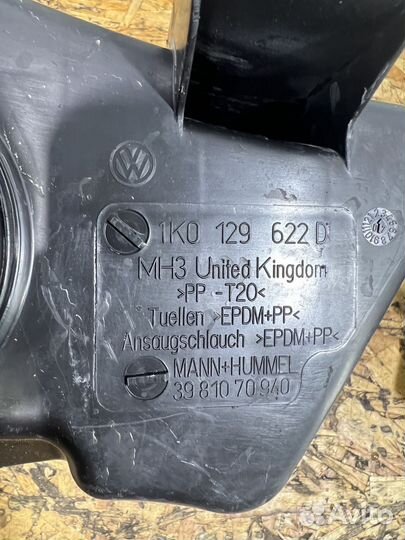 1K0 129 622 D
MH3 United Kingdom
>PP -T20<
Tuellen >EPDM+PP<
Ansaugschlauch >EPDM+PP<
MANN+HUMMEL
39 810 70 940
Avito